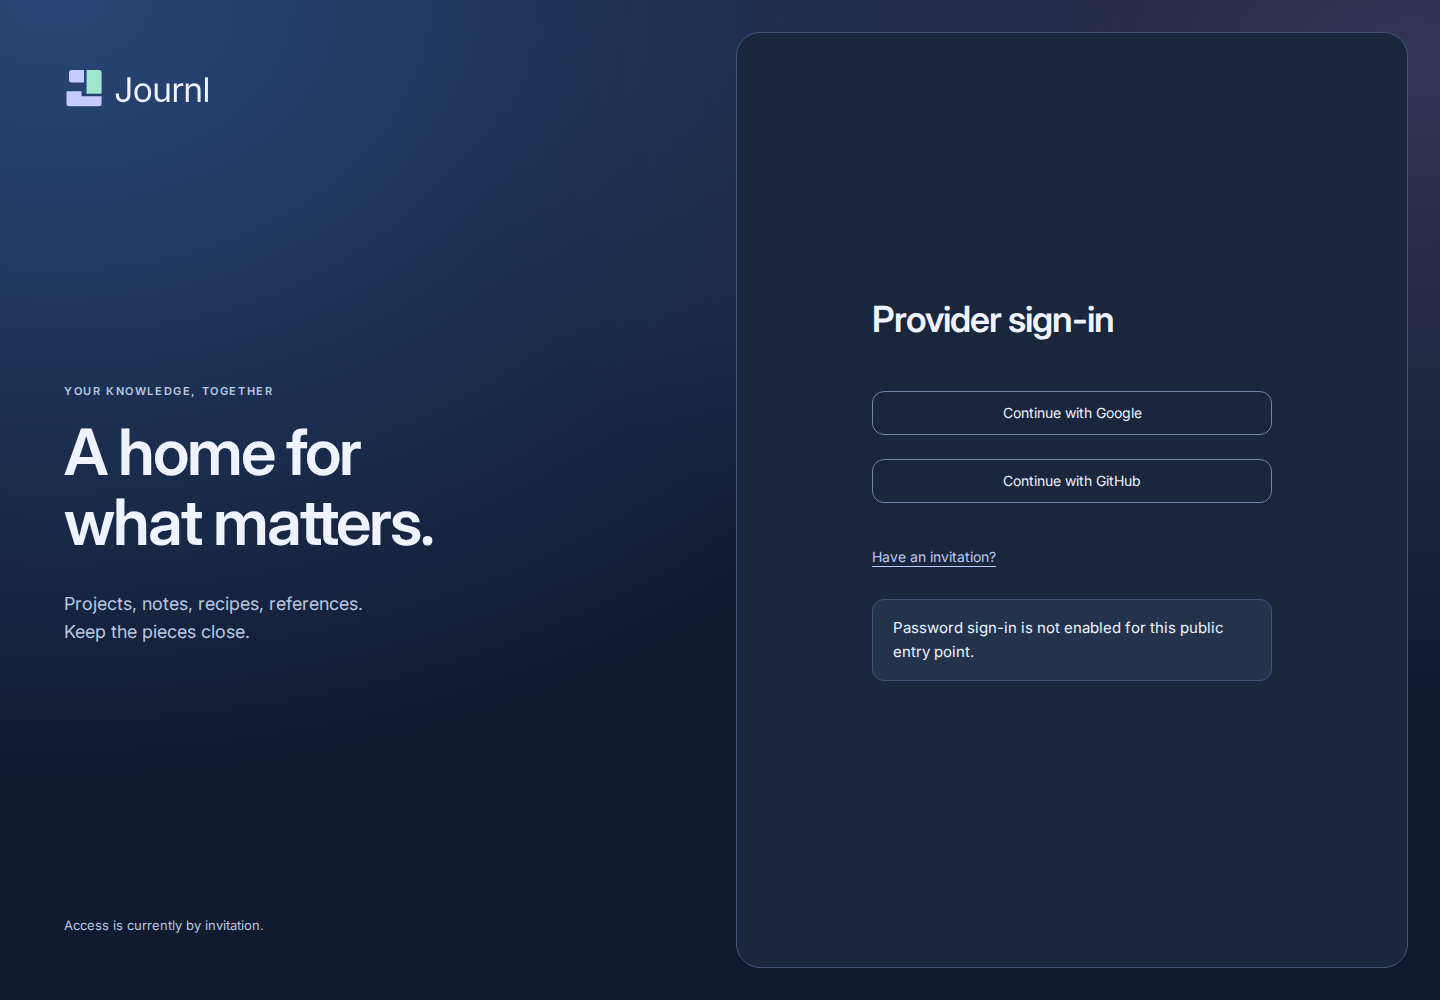 Journl
YOUR KNOWLEDGE, TOGETHER
A home for
what matters.
Projects, notes, recipes, references.
Keep the pieces close.
Access is currently by invitation.
Provider sign-in
Continue with Google
Continue with GitHub
Have an invitation?
Password sign-in is not enabled for this public
entry point.